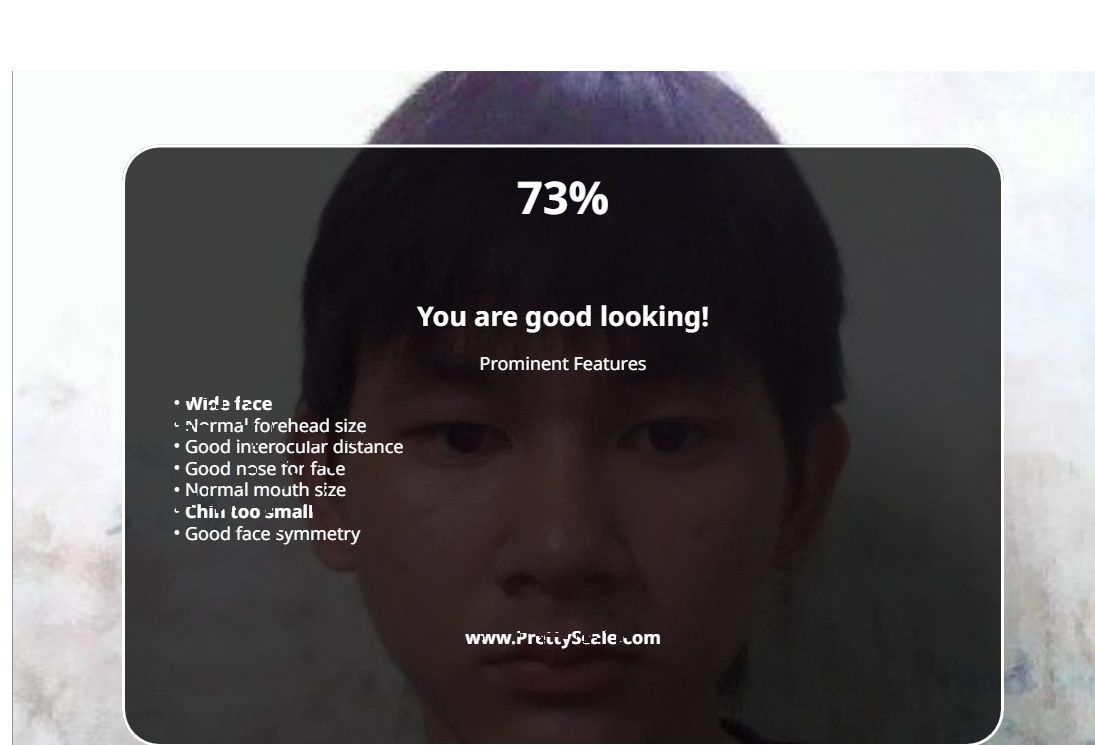 73%
You are good looking!
Prominent Features
• Wide face
• Normal forehead size
• Good interocular distance
• Good nose for face
• Normal mouth size
• Chin too small
• Good face symmetry
www.PrettyScale.com